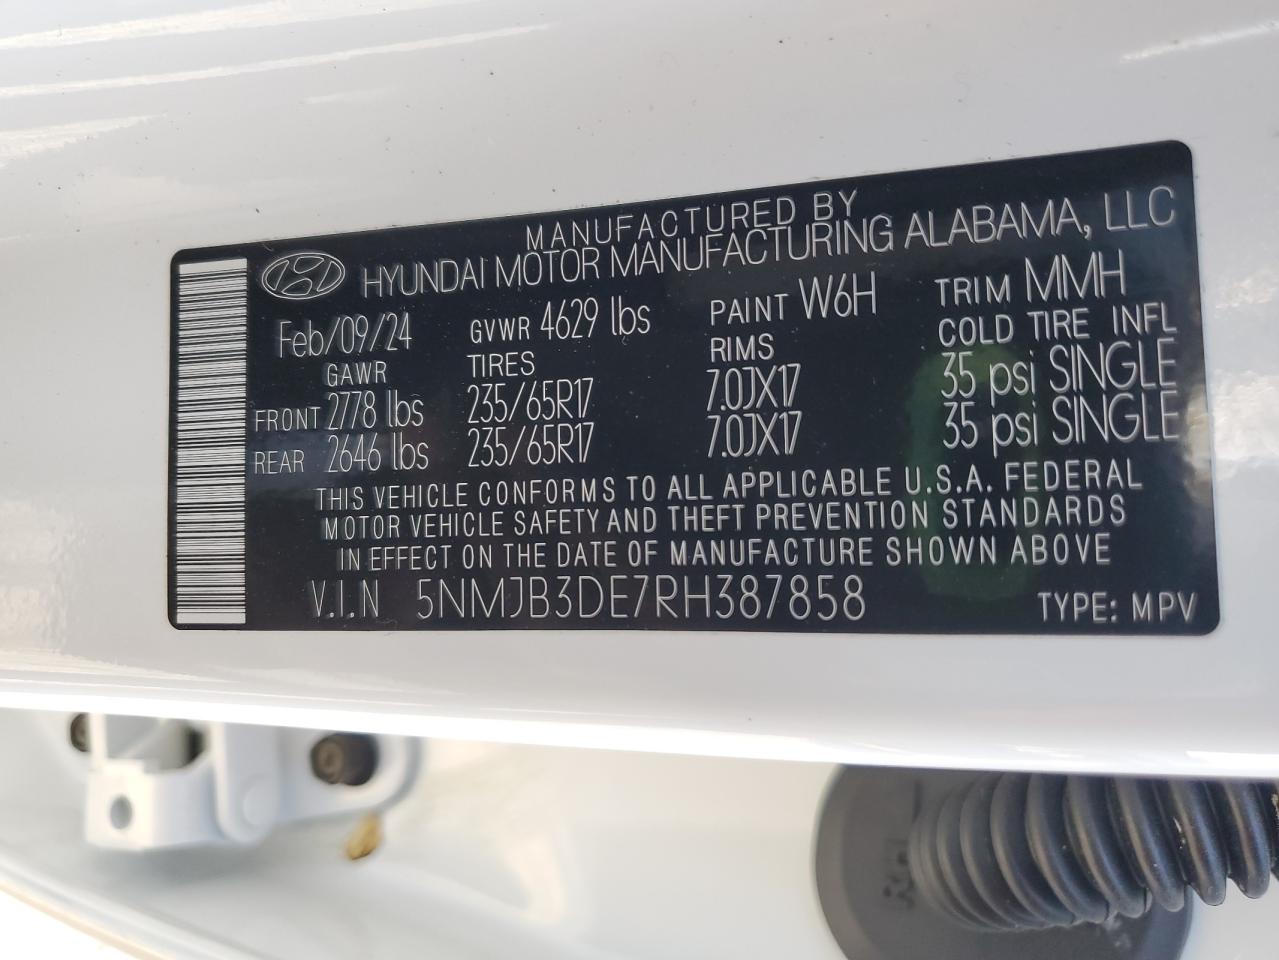 MANUFACTURED BY
HYUNDAI MOTOR MANUFACTURING ALABAMA, LLC
Feb/09/24 GVWR 4629 lbs PAINT W6H TRIM MMH
GAWR TIRES RIMS COLD TIRE INFL
FRONT 2778 lbs 235/65R17 7.0JX17 35 psi SINGLE
REAR 2646 lbs 235/65R17 7.0JX17 35 psi SINGLE
THIS VEHICLE CONFORMS TO ALL APPLICABLE U.S.A. FEDERAL
MOTOR VEHICLE SAFETY AND THEFT PREVENTION STANDARDS
IN EFFECT ON THE DATE OF MANUFACTURE SHOWN ABOVE
V.I.N 5NMJB3DE7RH387858 TYPE: MPV